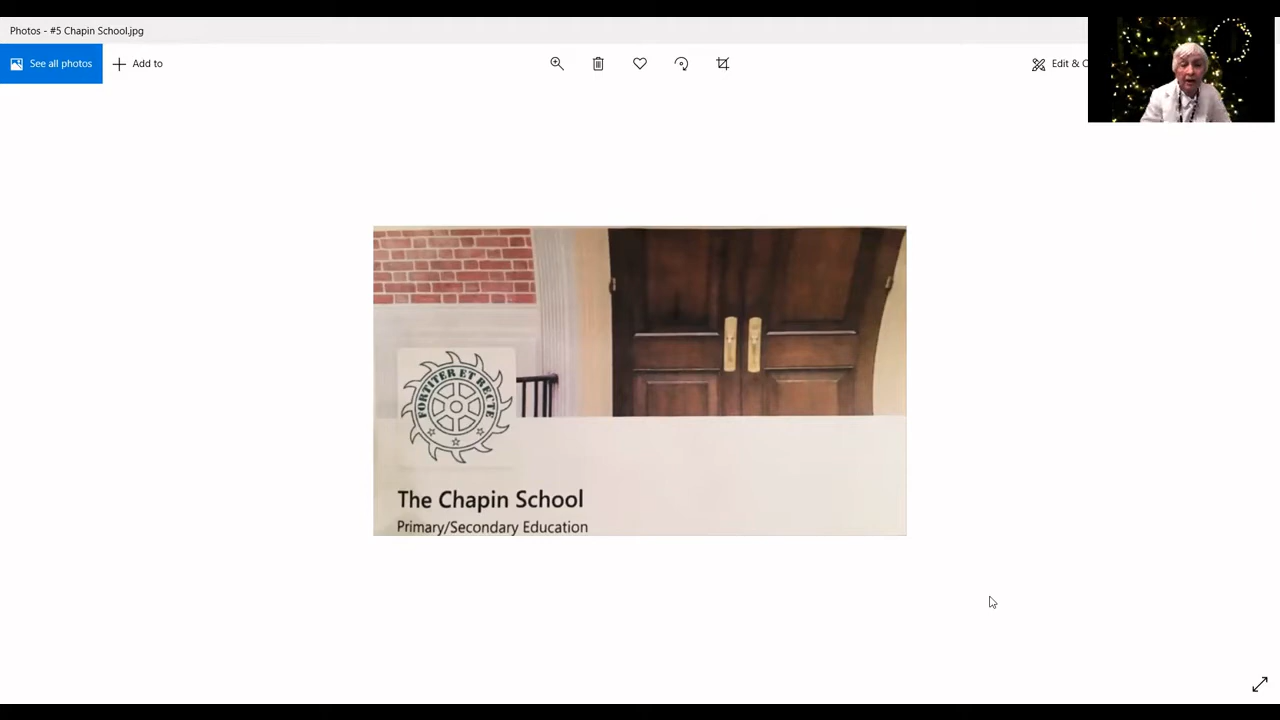 Photos - #5 Chapin School.jpg
See all photos
Add to
Edit & C
FORTITER ET RECTE
The Chapin School
Primary/Secondary Education